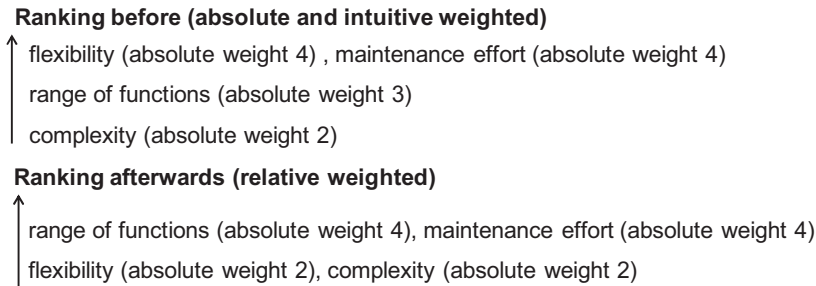 Ranking before (absolute and intuitive weighted)
flexibility (absolute weight 4) , maintenance effort (absolute weight 4)
range of functions (absolute weight 3)
complexity (absolute weight 2)
Ranking afterwards (relative weighted)
range of functions (absolute weight 4), maintenance effort (absolute weight 4)
flexibility (absolute weight 2), complexity (absolute weight 2)